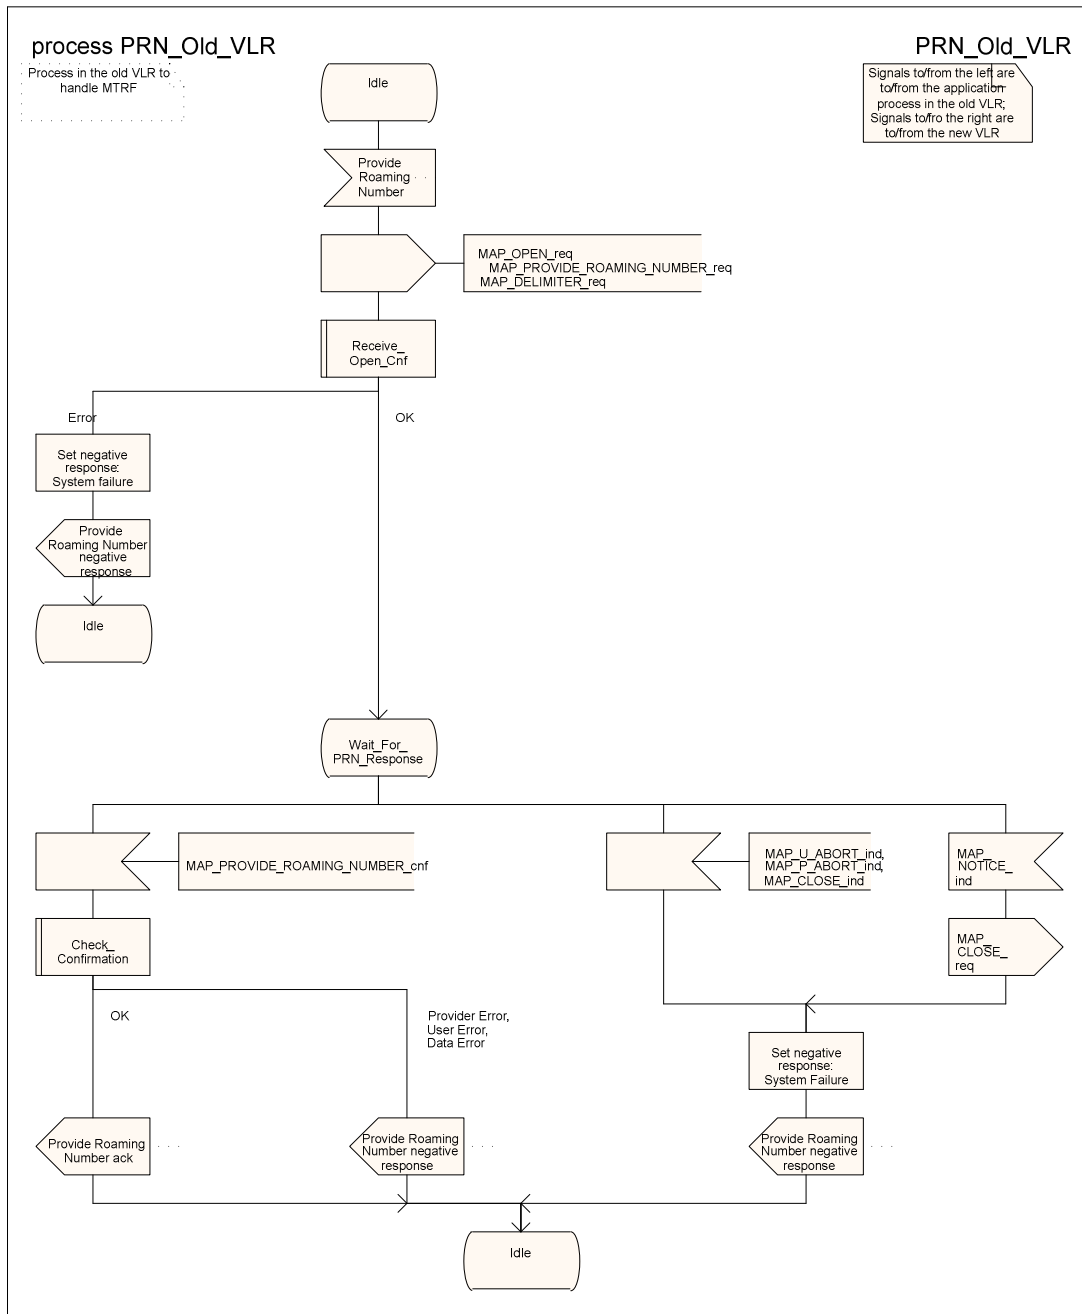 process PRN_Old_VLR
PRN_Old_VLR
Process in the old VLR to
handle MTRF
Idle
Signals to/from the left are
to/from the application
process in the old VLR;
Signals to/fro the right are
to/from the new VLR
Provide
Roaming
Number
MAP_OPEN_req
MAP_PROVIDE_ROAMING_NUMBER_req
MAP_DELIMITER_req
Receive_
Open_Cnf
Error
OK
Set negative
response:
System failure
Provide
Roaming Number
negative
response
Idle
Wait_For_
PRN_Response
MAP_PROVIDE_ROAMING_NUMBER_cnf
MAP_U_ABORT_ind,
MAP_P_ABORT_ind,
MAP_CLOSE_ind
MAP_
NOTICE_
ind
Check_
Confirmation
MAP_
CLOSE_
req
OK
Provider Error,
User Error,
Data Error
Set negative
response:
System Failure
Provide Roaming
Number ack
Provide Roaming
Number negative
response
Provide Roaming
Number negative
response
Idle